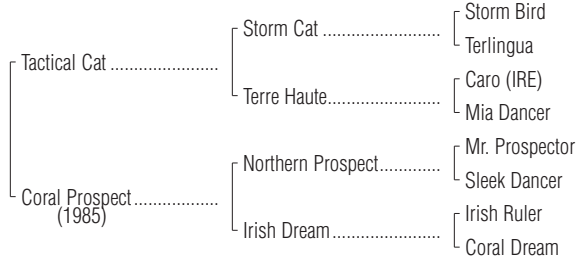 Storm Bird
Storm Cat ........................
Terlingua
Tactical Cat ......................
Caro (IRE)
Terre Haute.......................
Mia Dancer
Mr. Prospector
Northern Prospect.............
Sleek Dancer
Coral Prospect.................
(1985)
Irish Ruler
Irish Dream......................
Coral Dream